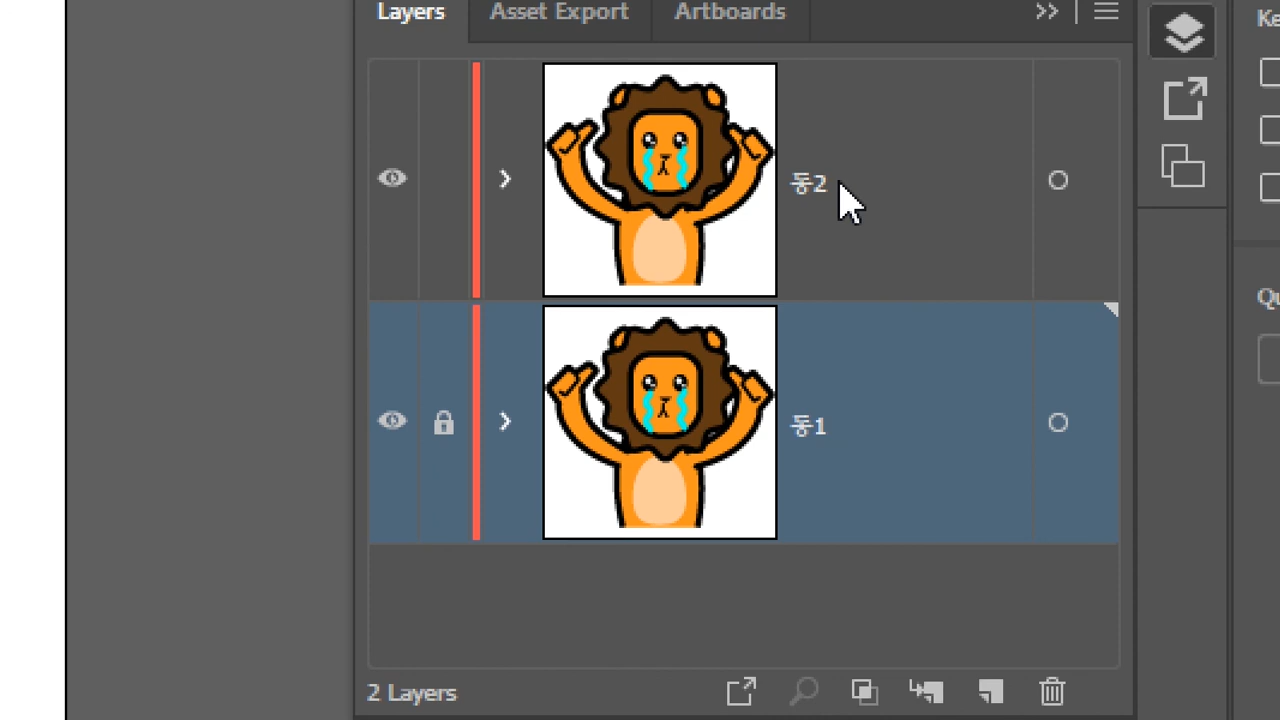 Layers Asset Export Artboards
동2
동1
2 Layers